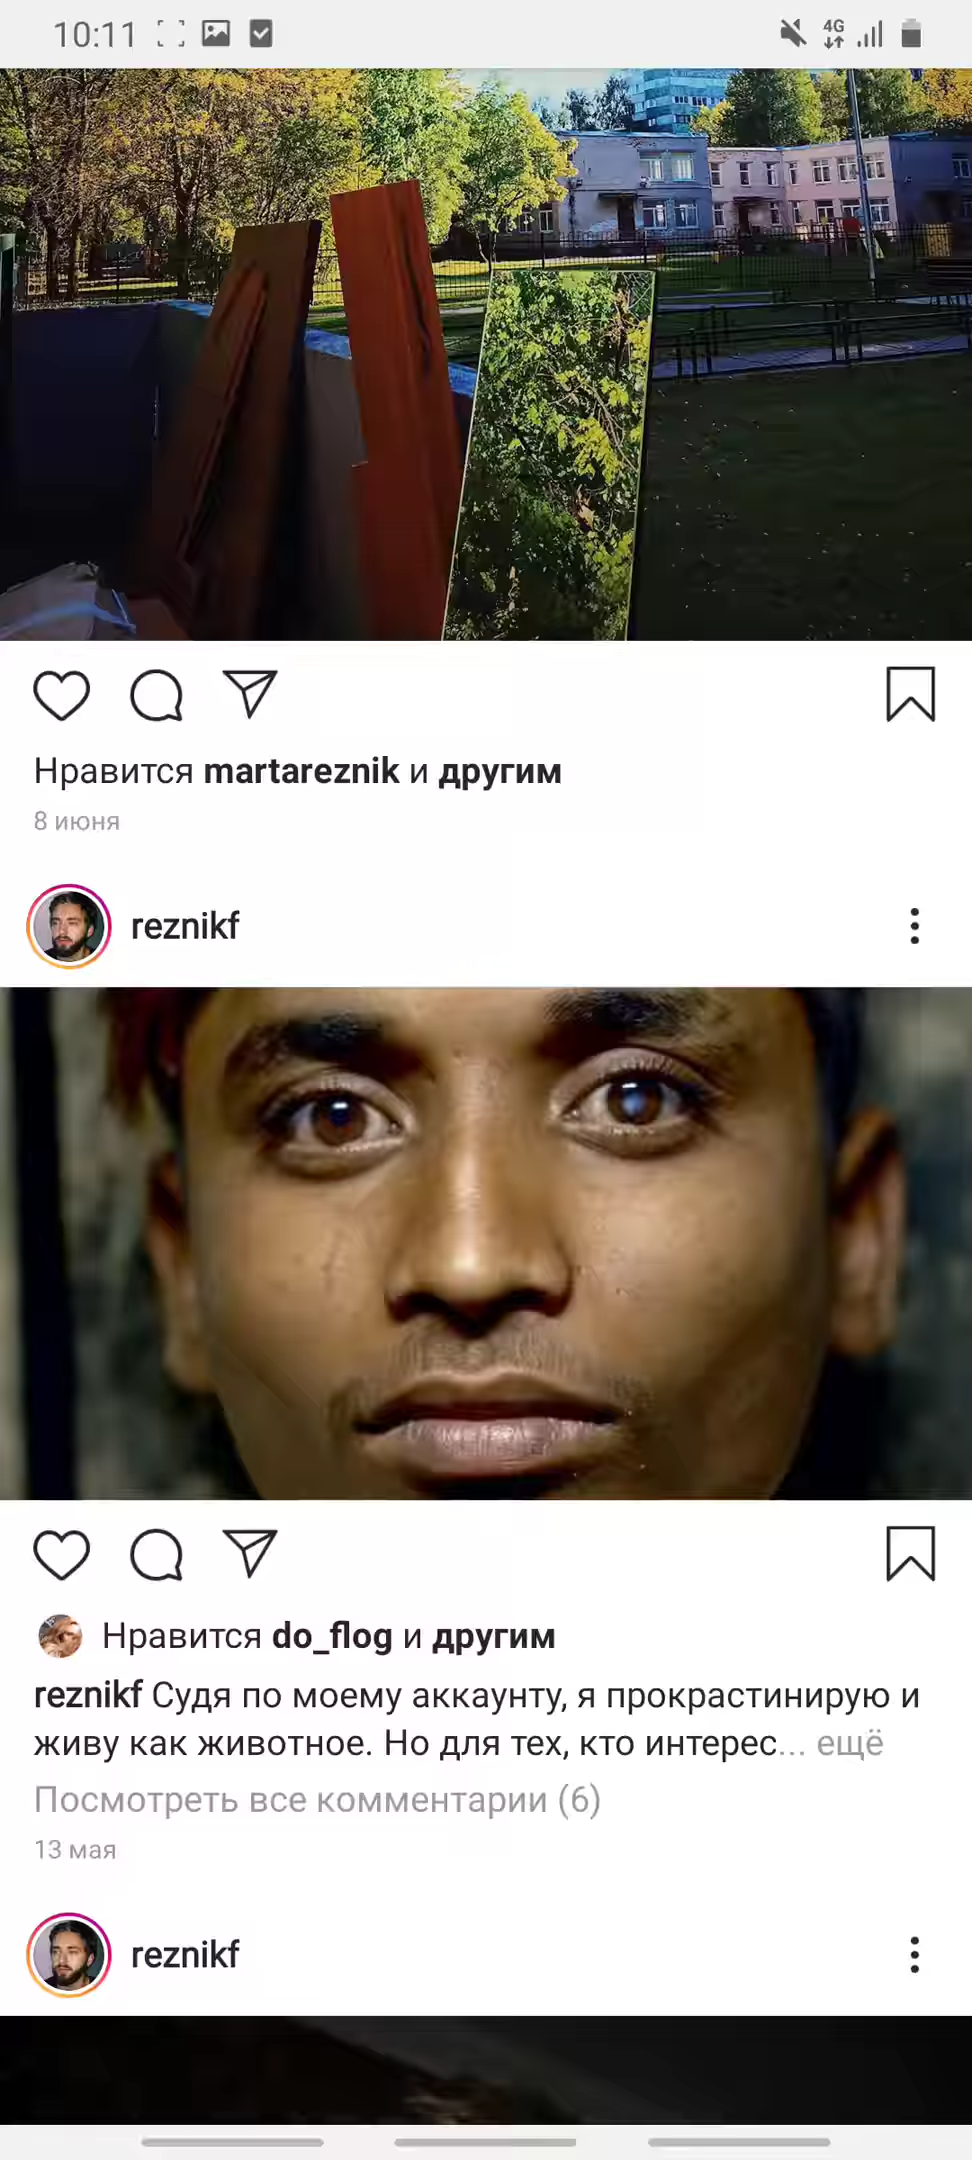 10:11
4G
Нравится martareznik и другим
8 июня
reznikf
Нравится do_flog и другим
reznikf Судя по моему аккаунту, я прокрастинирую и
живу как животное. Но для тех, кто интерес... ещё
Посмотреть все комментарии (6)
13 мая
reznikf